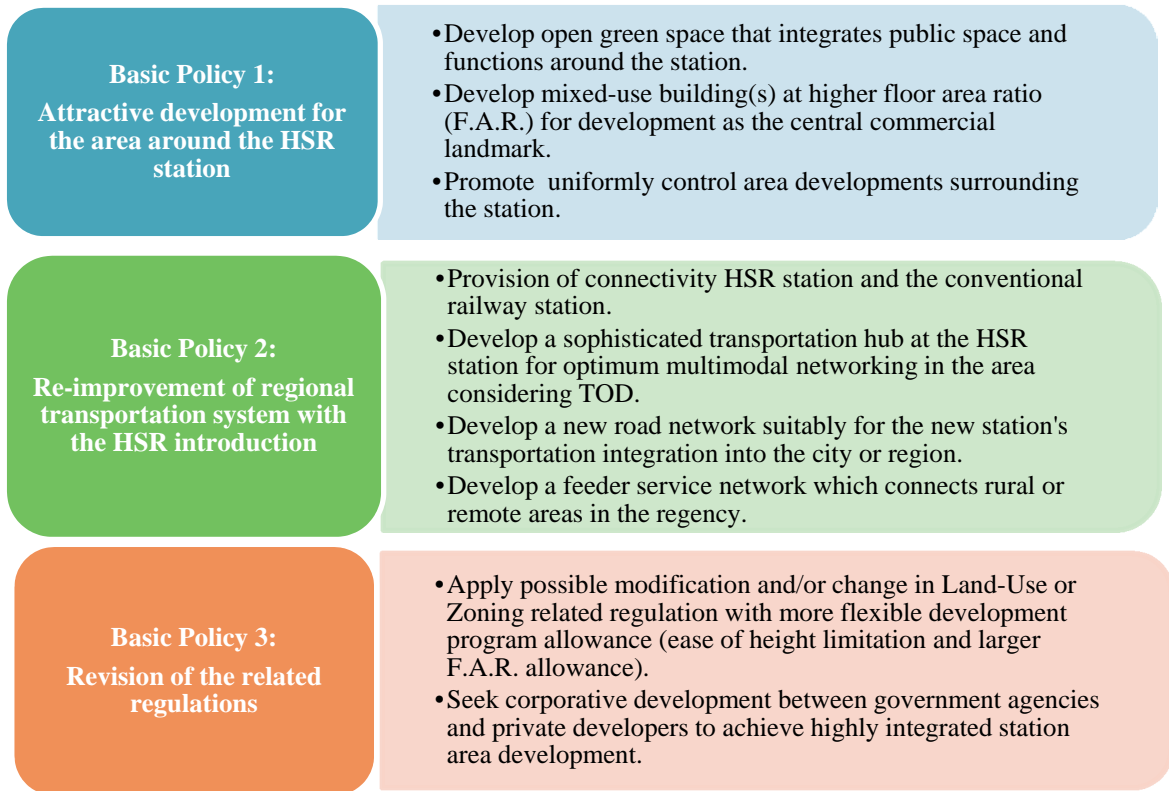 Basic Policy 1:
Attractive development for
the area around the HSR
station
•Develop open green space that integrates public space and
functions around the station.
•Develop mixed-use building(s) at higher floor area ratio
(F.A.R.) for development as the central commercial
landmark.
•Promote  uniformly control area developments surrounding
the station.
Basic Policy 2:
Re-improvement of regional
transportation system with
the HSR introduction
•Provision of connectivity HSR station and the conventional
railway station.
•Develop a sophisticated transportation hub at the HSR
station for optimum multimodal networking in the area
considering TOD.
•Develop a new road network suitably for the new station's
transportation integration into the city or region.
•Develop a feeder service network which connects rural or
remote areas in the regency.
Basic Policy 3:
Revision of the related
regulations
•Apply possible modification and/or change in Land-Use or
Zoning related regulation with more flexible development
program allowance (ease of height limitation and larger
F.A.R. allowance).
•Seek corporative development between government agencies
and private developers to achieve highly integrated station
area development.